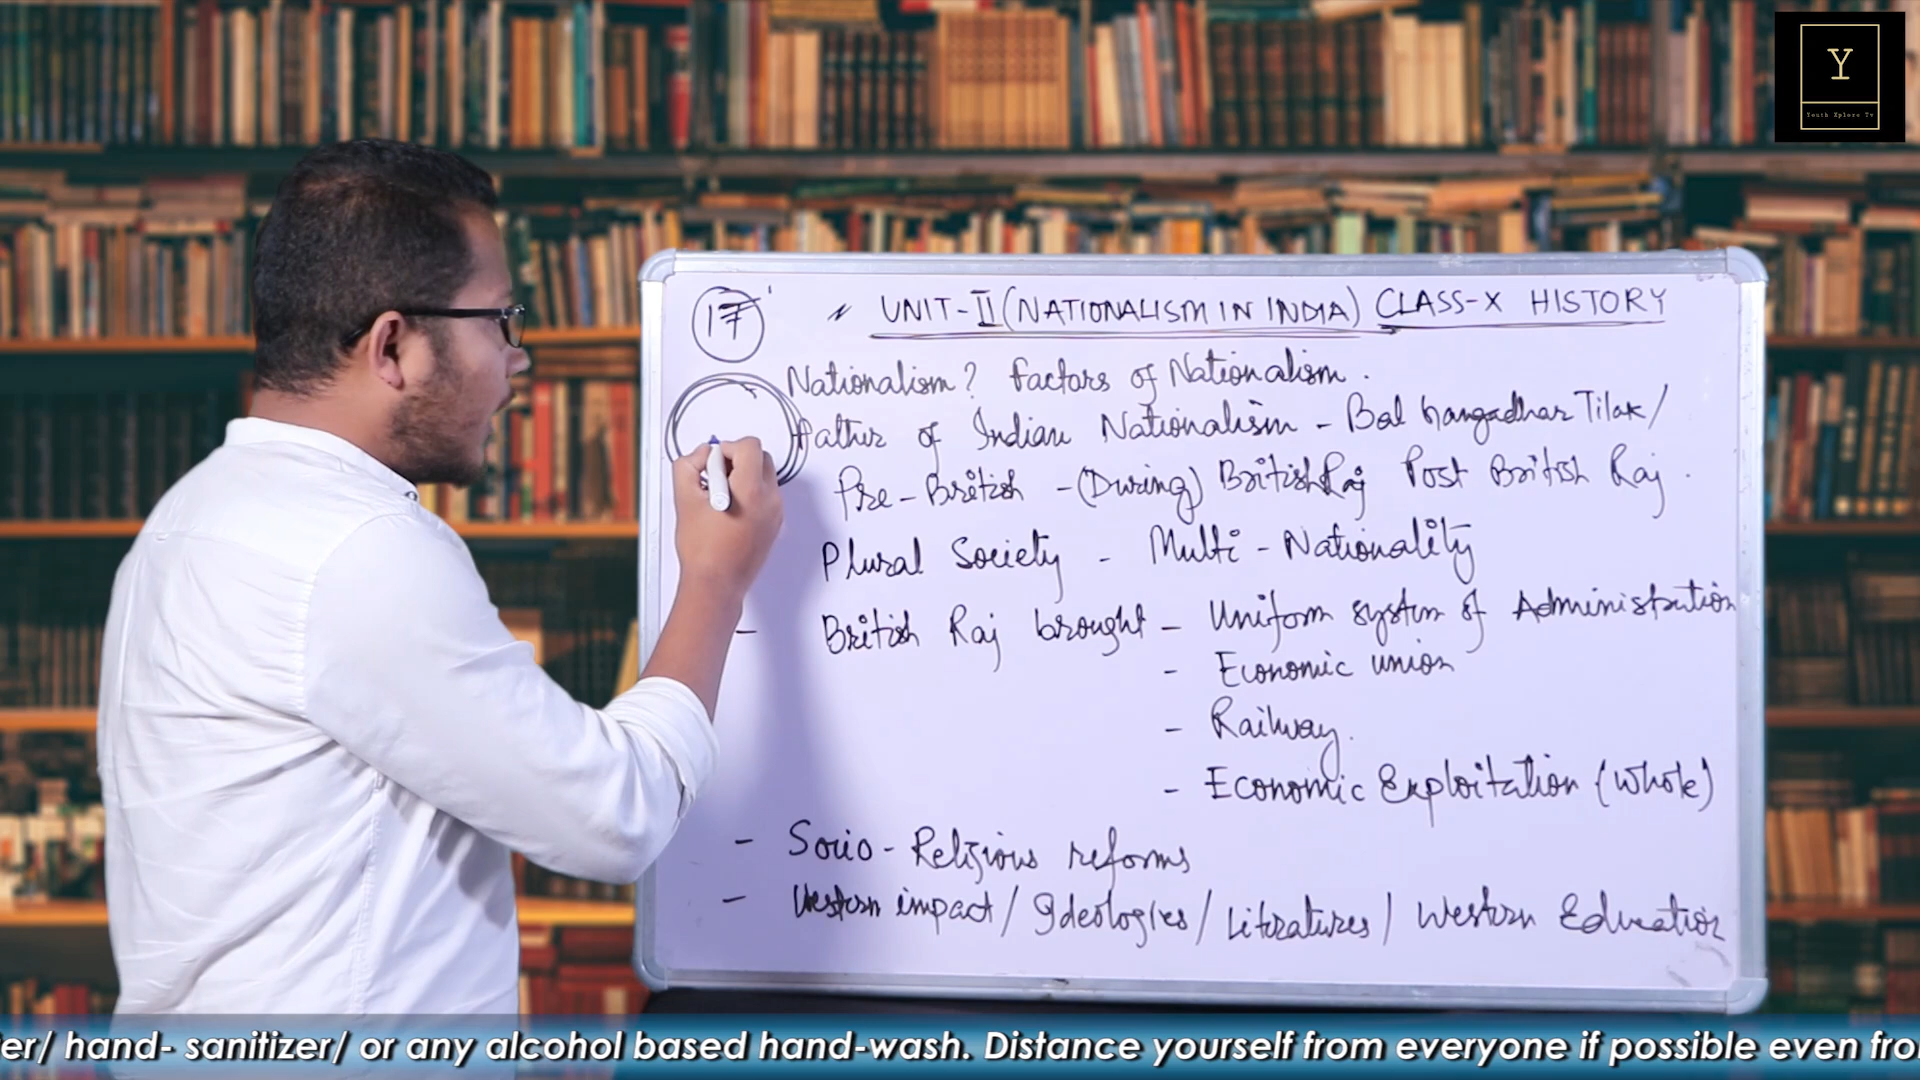 Y
Youth Xplore Tv
17
UNIT-II (NATIONALISM IN INDIA) CLASS-X HISTORY
Nationalism? Factors of Nationalism.
Father of Indian Nationalism - Bal Gangadhar Tilak/
Pre-British - (During) British Raj Post British Raj.
Plural Society - Multi-Nationality
- British Raj brought - Uniform system of Administration
- Economic union
- Railway.
- Economic Exploitation (Whole)
- Socio-Religious reforms
- Western impact/ Ideologies/ Literatures/ Western Education
er/ hand- sanitizer/ or any alcohol based hand-wash. Distance yourself from everyone if possible even fro